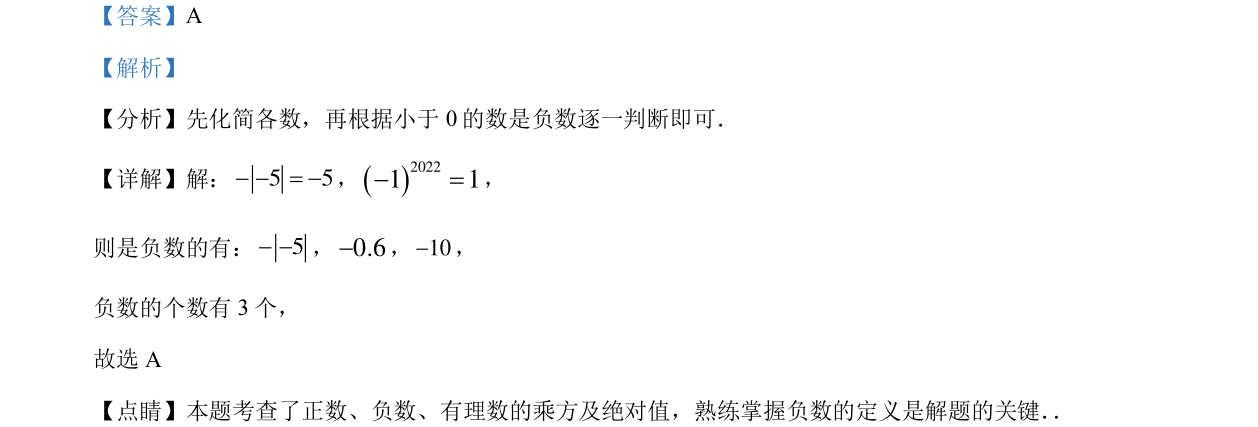 【答案】A
【解析】
【分析】先化简各数，再根据小于 0 的数是负数逐一判断即可．
【详解】解：−|−5| = −5，(−1)^2022 = 1，
则是负数的有：−|−5|，−0.6，−10，
负数的个数有 3 个，
故选 A
【点睛】本题考查了正数、负数、有理数的乘方及绝对值，熟练掌握负数的定义是解题的关键．．